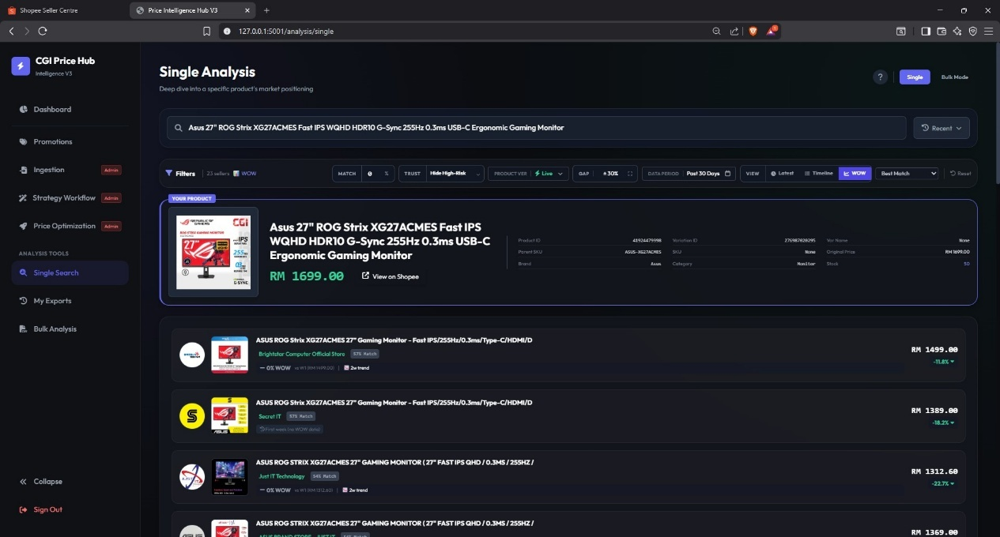 Shopee Seller Centre
Price Intelligence Hub V3
127.0.0.1:5001/analysis/single
CGI Price Hub
Intelligence V3
Dashboard
Promotions
Ingestion Admin
Strategy Workflow Admin
Price Optimization Admin
ANALYSIS TOOLS
Single Search
My Exports
Bulk Analysis
Collapse
Sign Out
Single Analysis
Deep dive into a specific product's market positioning
? Single Bulk Mode
Asus 27" ROG Strix XG27ACMES Fast IPS WQHD HDR10 G-Sync 255Hz 0.3ms USB-C Ergonomic Gaming Monitor
Recent
Filters 23 sellers WOW MATCH 0 % TRUST Hide High-Risk PRODUCT VER Live GAP ±30% DATA PERIOD Past 30 Days VIEW Latest Timeline WOW Best Match Reset
YOUR PRODUCT
CGI
27"
IPS
255
G-SYNC
Asus 27" ROG Strix XG27ACMES Fast IPS
WQHD HDR10 G-Sync 255Hz 0.3ms USB-C
Ergonomic Gaming Monitor
RM 1699.00 View on Shopee
Product ID 41924479998 Variation ID 276987020295 Var Name None
Parent SKU ASUS-XG27ACMES SKU None Original Price RM 1699.00
Brand Asus Category Monitor Stock 50
ASUS ROG Strix XG27ACMES 27" Gaming Monitor - Fast IPS/255Hz/0.3ms/Type-C/HDMI/D
Brightstar Computer Official Store 57% Match
— 0% WOW vs W1 (RM 1499.00) | 2w trend
RM 1499.00
-11.8%
ASUS ROG Strix XG27ACMES 27" Gaming Monitor - Fast IPS/255Hz/0.3ms/Type-C/HDMI/D
Secret IT 57% Match
First week (no WOW data)
RM 1389.00
-18.2%
ASUS ROG STRIX XG27ACMES 27" GAMING MONITOR ( 27" FAST IPS QHD / 0.3MS / 255HZ /
Just IT Technology 54% Match
— 0% WOW vs W1 (RM 1312.60) | 2w trend
RM 1312.60
-22.7%
ASUS ROG STRIX XG27ACMES 27" GAMING MONITOR ( 27" FAST IPS QHD / 0.3MS / 255HZ /
ASUS BRAND STORE - JUST IT 54% Match
RM 1369.00